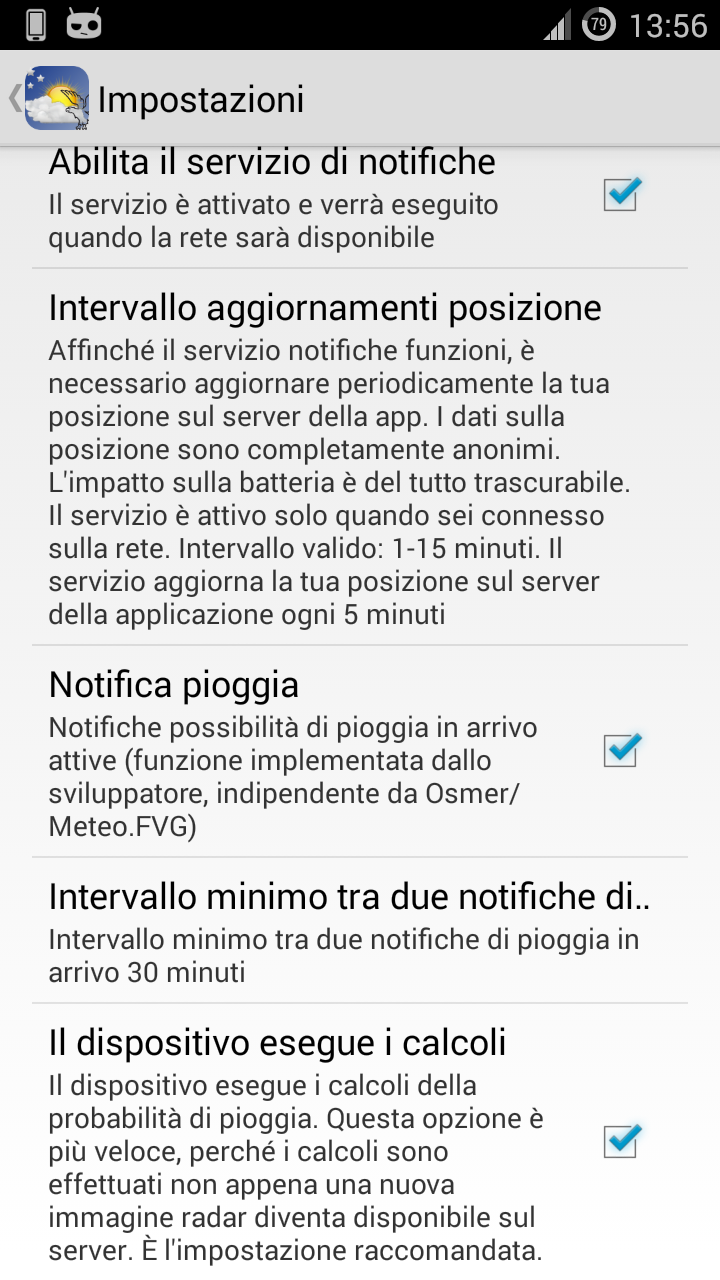 79 13:56
Impostazioni
Abilita il servizio di notifiche
Il servizio è attivato e verrà eseguito
quando la rete sarà disponibile
Intervallo aggiornamenti posizione
Affinché il servizio notifiche funzioni, è
necessario aggiornare periodicamente la tua
posizione sul server della app. I dati sulla
posizione sono completamente anonimi.
L'impatto sulla batteria è del tutto trascurabile.
Il servizio è attivo solo quando sei connesso
sulla rete. Intervallo valido: 1-15 minuti. Il
servizio aggiorna la tua posizione sul server
della applicazione ogni 5 minuti
Notifica pioggia
Notifiche possibilità di pioggia in arrivo
attive (funzione implementata dallo
sviluppatore, indipendente da Osmer/
Meteo.FVG)
Intervallo minimo tra due notifiche di..
Intervallo minimo tra due notifiche di pioggia in
arrivo 30 minuti
Il dispositivo esegue i calcoli
Il dispositivo esegue i calcoli della
probabilità di pioggia. Questa opzione è
più veloce, perché i calcoli sono
effettuati non appena una nuova
immagine radar diventa disponibile sul
server. È l'impostazione raccomandata.